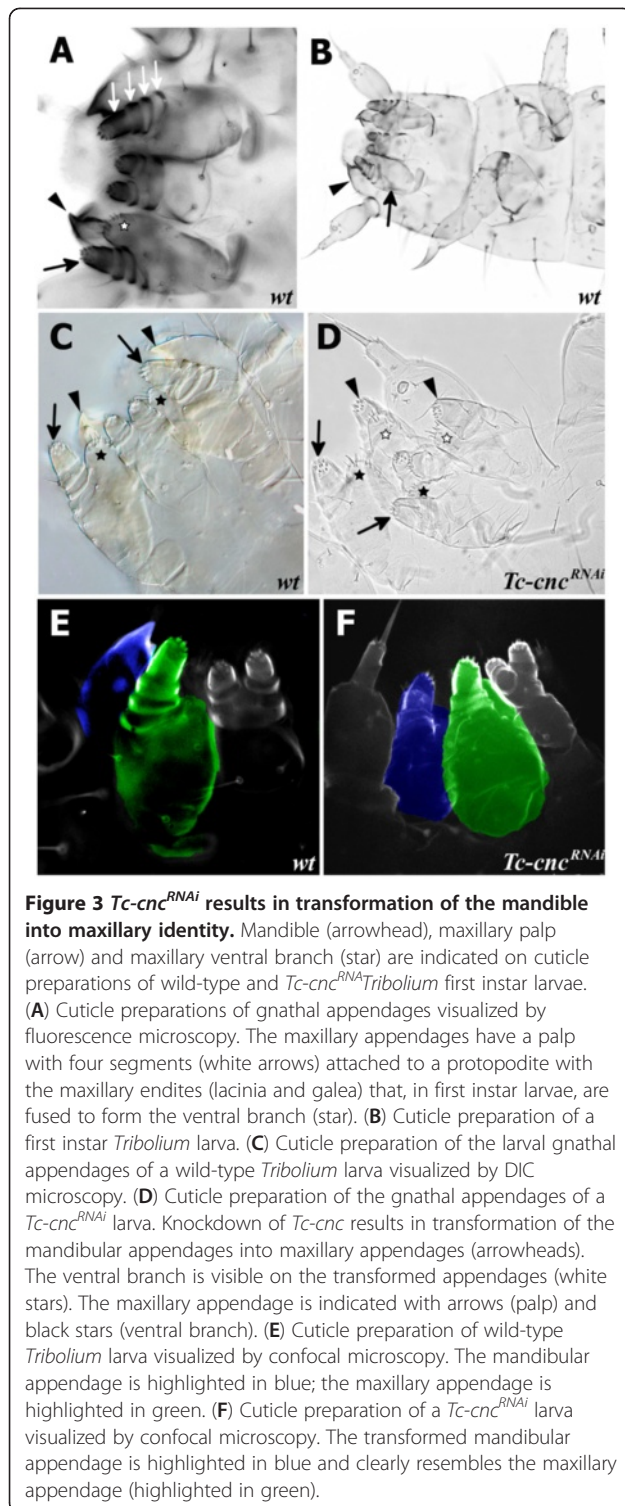 A
B
wt
wt
C
D
wt
Tc-cnc^RNAi
E
F
wt
Tc-cnc^RNAi
Figure 3 Tc-cnc^RNAi results in transformation of the mandible
into maxillary identity. Mandible (arrowhead), maxillary palp
(arrow) and maxillary ventral branch (star) are indicated on cuticle
preparations of wild-type and Tc-cnc^RNA Tribolium first instar larvae.
(A) Cuticle preparations of gnathal appendages visualized by
fluorescence microscopy. The maxillary appendages have a palp
with four segments (white arrows) attached to a protopodite with
the maxillary endites (lacinia and galea) that, in first instar larvae, are
fused to form the ventral branch (star). (B) Cuticle preparation of a
first instar Tribolium larva. (C) Cuticle preparation of the larval gnathal
appendages of a wild-type Tribolium larva visualized by DIC
microscopy. (D) Cuticle preparation of the gnathal appendages of a
Tc-cnc^RNAi larva. Knockdown of Tc-cnc results in transformation of the
mandibular appendages into maxillary appendages (arrowheads).
The ventral branch is visible on the transformed appendages (white
stars). The maxillary appendage is indicated with arrows (palp) and
black stars (ventral branch). (E) Cuticle preparation of wild-type
Tribolium larva visualized by confocal microscopy. The mandibular
appendage is highlighted in blue; the maxillary appendage is
highlighted in green. (F) Cuticle preparation of a Tc-cnc^RNAi larva
visualized by confocal microscopy. The transformed mandibular
appendage is highlighted in blue and clearly resembles the maxillary
appendage (highlighted in green).